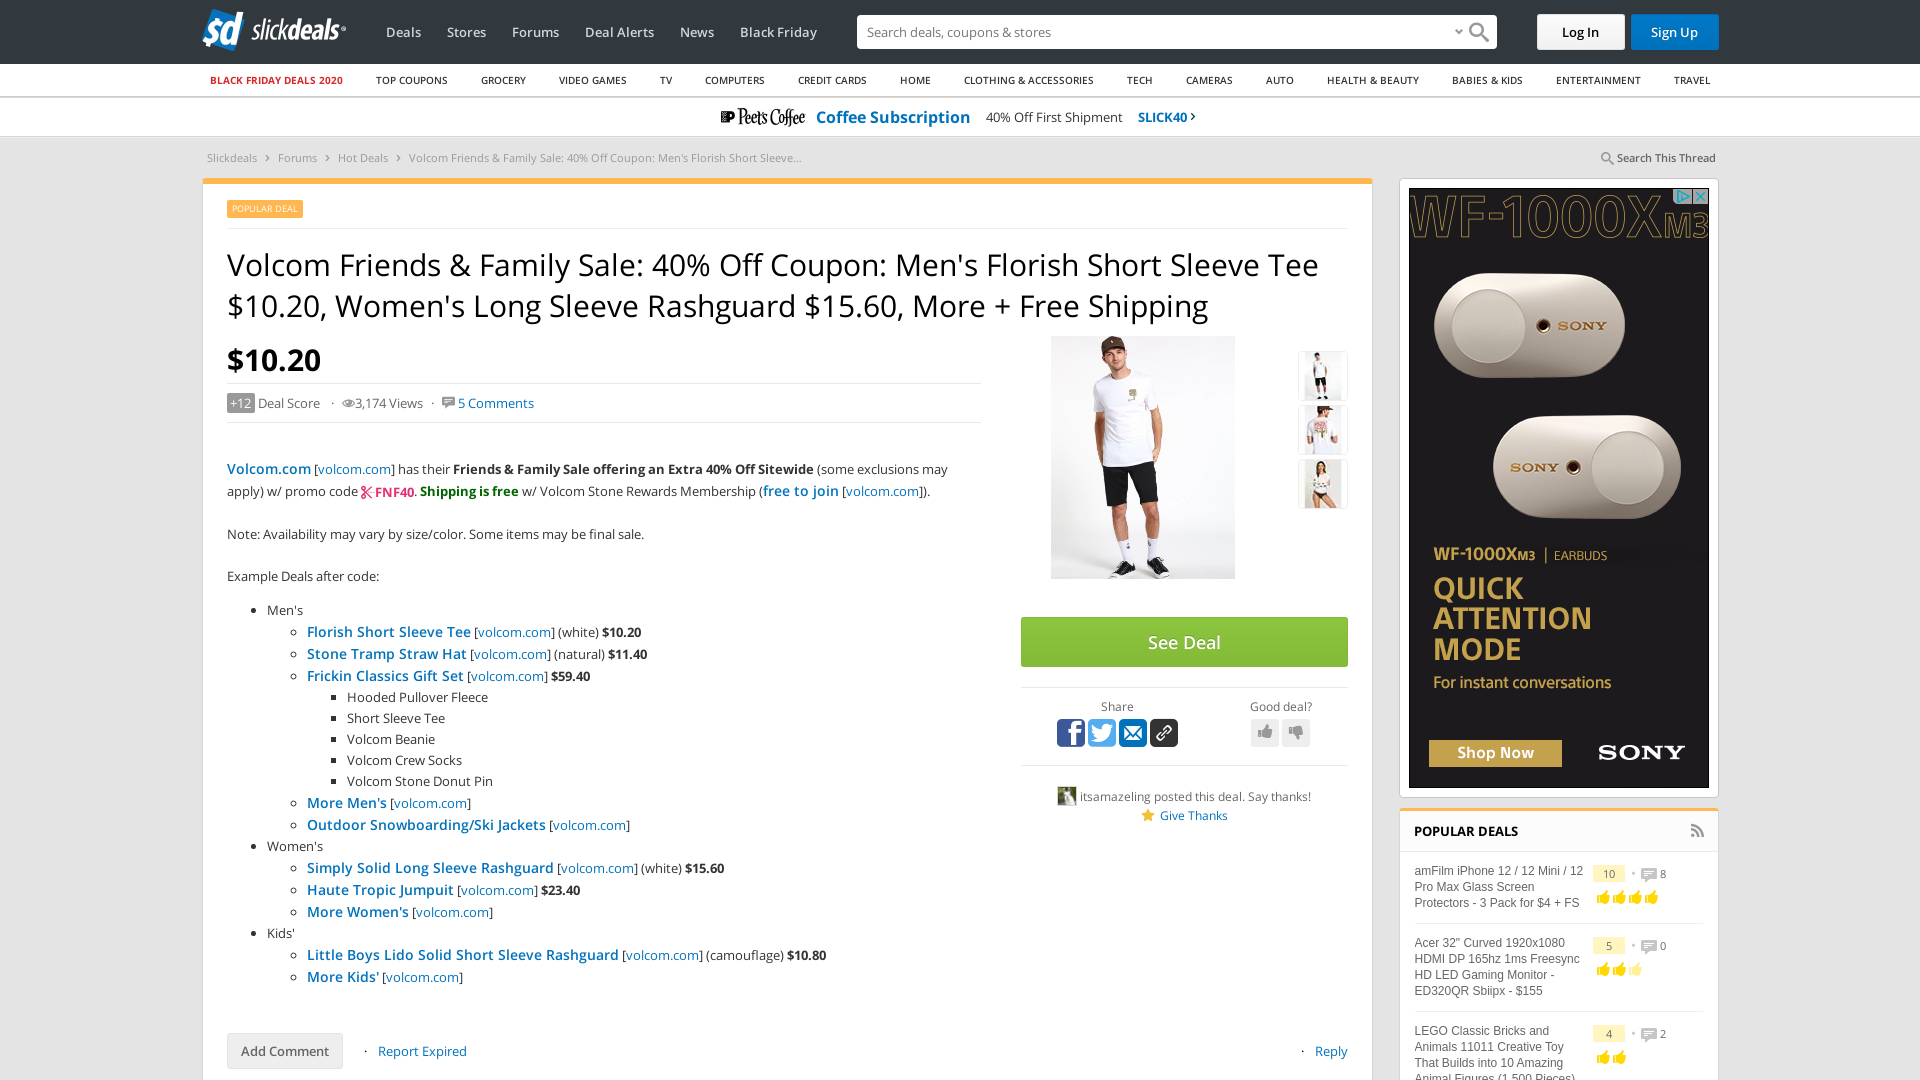 slickdeals
Deals
Stores
Forums
Deal Alerts
News
Black Friday
Search deals, coupons & stores
Log In
Sign Up
BLACK FRIDAY DEALS 2020
TOP COUPONS
GROCERY
VIDEO GAMES
TV
COMPUTERS
CREDIT CARDS
HOME
CLOTHING & ACCESSORIES
TECH
CAMERAS
AUTO
HEALTH & BEAUTY
BABIES & KIDS
ENTERTAINMENT
TRAVEL
Peet's Coffee Coffee Subscription 40% Off First Shipment SLICK40 ›
Slickdeals › Forums › Hot Deals › Volcom Friends & Family Sale: 40% Off Coupon: Men's Florish Short Sleeve...
Search This Thread
POPULAR DEAL
Volcom Friends & Family Sale: 40% Off Coupon: Men's Florish Short Sleeve Tee
$10.20, Women's Long Sleeve Rashguard $15.60, More + Free Shipping
$10.20
+12 Deal Score · 3,174 Views · 5 Comments
Volcom.com [volcom.com] has their Friends & Family Sale offering an Extra 40% Off Sitewide (some exclusions may
apply) w/ promo code FNF40. Shipping is free w/ Volcom Stone Rewards Membership (free to join [volcom.com]).
Note: Availability may vary by size/color. Some items may be final sale.
Example Deals after code:
Men's
Florish Short Sleeve Tee [volcom.com] (white) $10.20
Stone Tramp Straw Hat [volcom.com] (natural) $11.40
Frickin Classics Gift Set [volcom.com] $59.40
Hooded Pullover Fleece
Short Sleeve Tee
Volcom Beanie
Volcom Crew Socks
Volcom Stone Donut Pin
More Men's [volcom.com]
Outdoor Snowboarding/Ski Jackets [volcom.com]
Women's
Simply Solid Long Sleeve Rashguard [volcom.com] (white) $15.60
Haute Tropic Jumpuit [volcom.com] $23.40
More Women's [volcom.com]
Kids'
Little Boys Lido Solid Short Sleeve Rashguard [volcom.com] (camouflage) $10.80
More Kids' [volcom.com]
Add Comment · Report Expired · Reply
See Deal
Share
Good deal?
itsamazeling posted this deal. Say thanks!
Give Thanks
WF-1000XM3
SONY
SONY
WF-1000XM3 | EARBUDS
QUICK
ATTENTION
MODE
For instant conversations
Shop Now
SONY
POPULAR DEALS
amFilm iPhone 12 / 12 Mini / 12
Pro Max Glass Screen
Protectors - 3 Pack for $4 + FS
10 · 8
Acer 32" Curved 1920x1080
HDMI DP 165hz 1ms Freesync
HD LED Gaming Monitor -
ED320QR Sbiipx - $155
5 · 0
LEGO Classic Bricks and
Animals 11011 Creative Toy
That Builds into 10 Amazing
Animal Figures (1,500 Pieces)
4 · 2